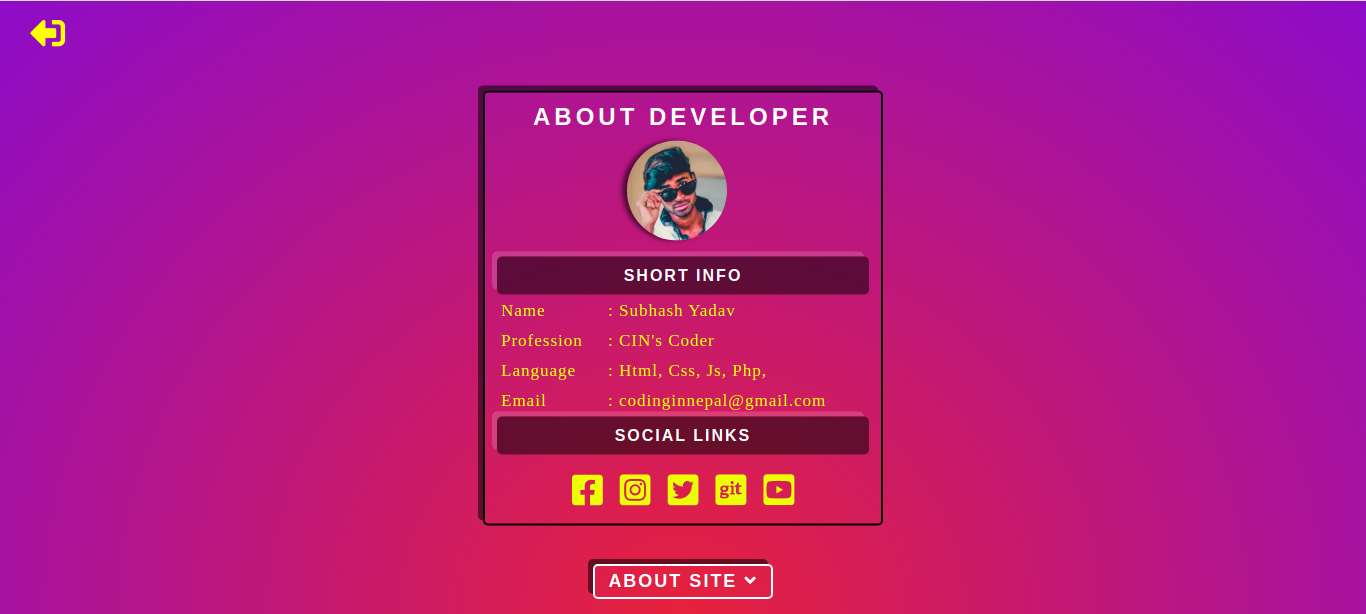 ABOUT DEVELOPER
SHORT INFO
Name : Subhash Yadav
Profession : CIN's Coder
Language : Html, Css, Js, Php,
Email : codinginnepal@gmail.com
SOCIAL LINKS
git
ABOUT SITE